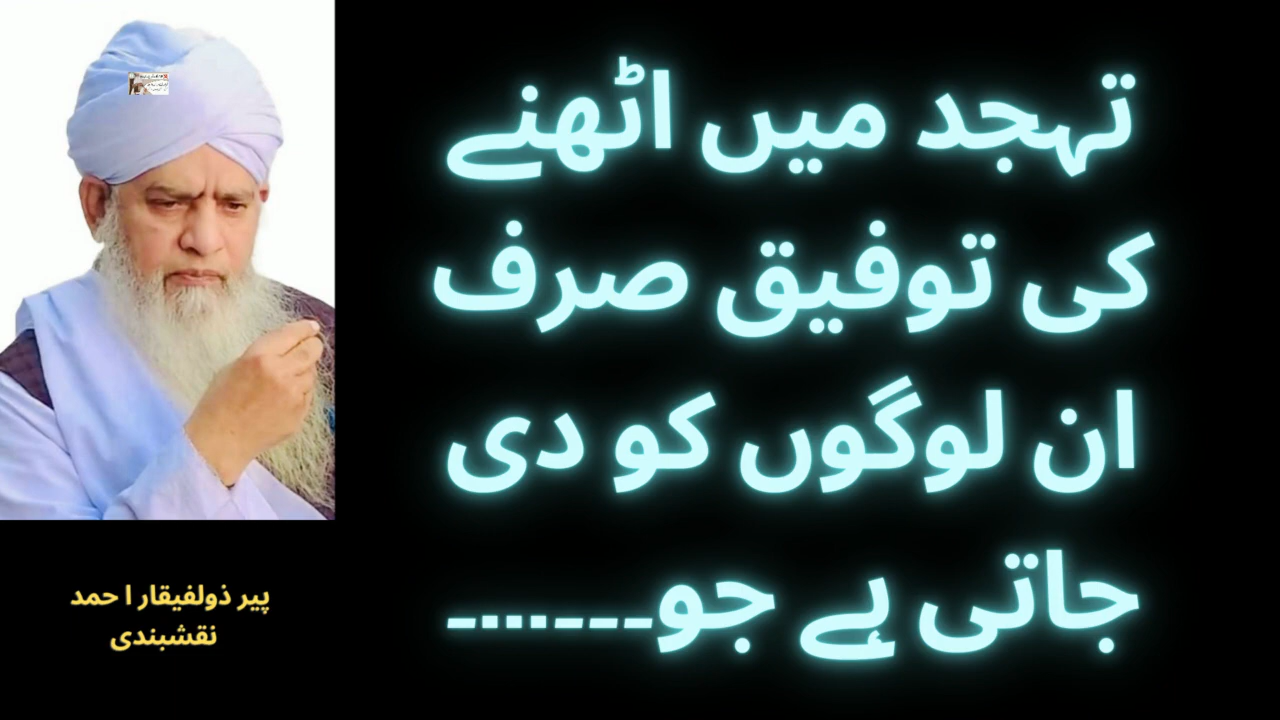 تہجد میں اٹھنے
کی توفیق صرف
ان لوگوں کو دی
جاتی ہے جو۔۔۔....۔۔
پیر ذولفیقار ا حمد
نقشبندی